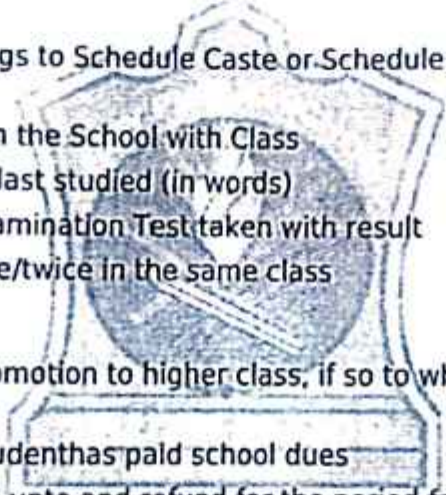 gs to Schedule Caste or Schedule
the School with Class
last studied (in words)
amination Test taken with result
e/twice in the same class
omotion to higher class, if so to wh
udenthas paid school dues